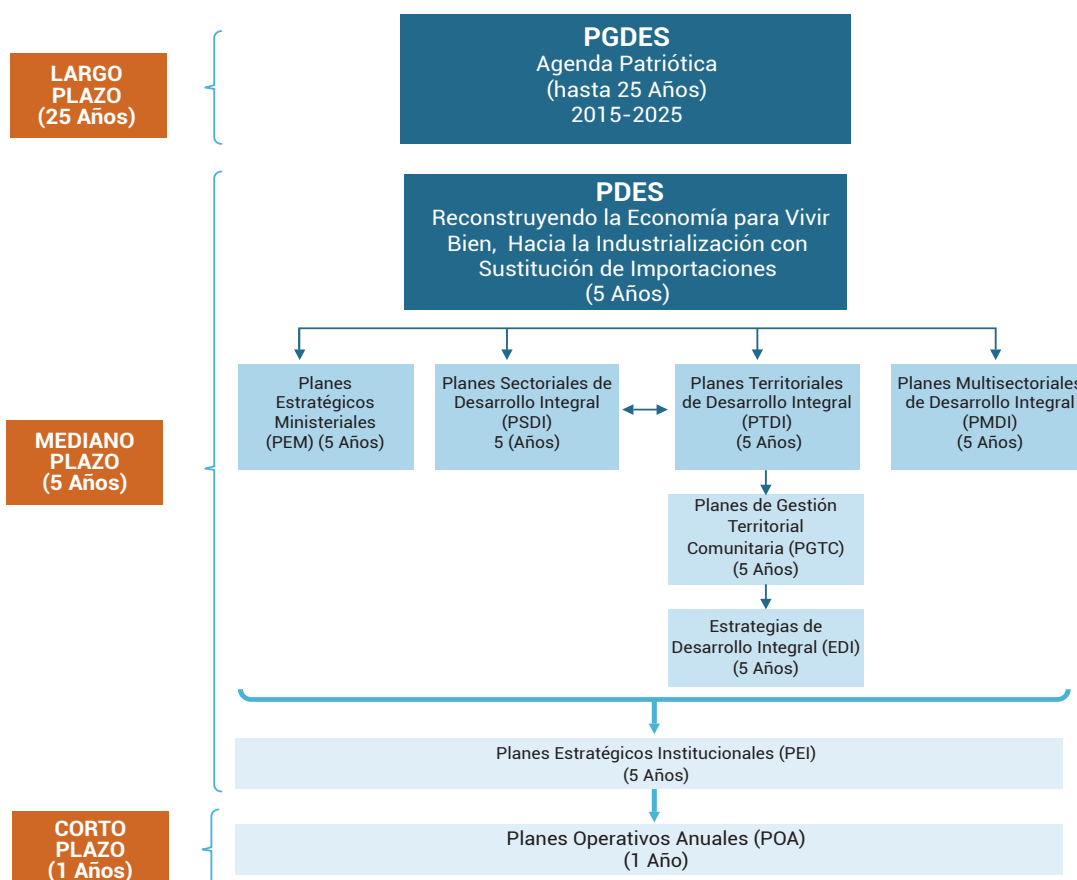 LARGO
PLAZO
(25 Años)
PGDES
Agenda Patriótica
(hasta 25 Años)
2015-2025
MEDIANO
PLAZO
(5 Años)
PDES
Reconstruyendo la Economía para Vivir
Bien, Hacia la Industrialización con
Sustitución de Importaciones
(5 Años)
Planes
Estratégicos
Ministeriales
(PEM) (5 Años)
Planes Sectoriales de
Desarrollo Integral
(PSDI)
5 (Años)
Planes Territoriales
de Desarrollo Integral
(PTDI)
(5 Años)
Planes Multisectoriales
de Desarrollo Integral
(PMDI)
(5 Años)
Planes de Gestión
Territorial
Comunitaria (PGTC)
(5 Años)
Estrategias de
Desarrollo Integral (EDI)
(5 Años)
Planes Estratégicos Institucionales (PEI)
(5 Años)
CORTO
PLAZO
(1 Años)
Planes Operativos Anuales (POA)
(1 Año)